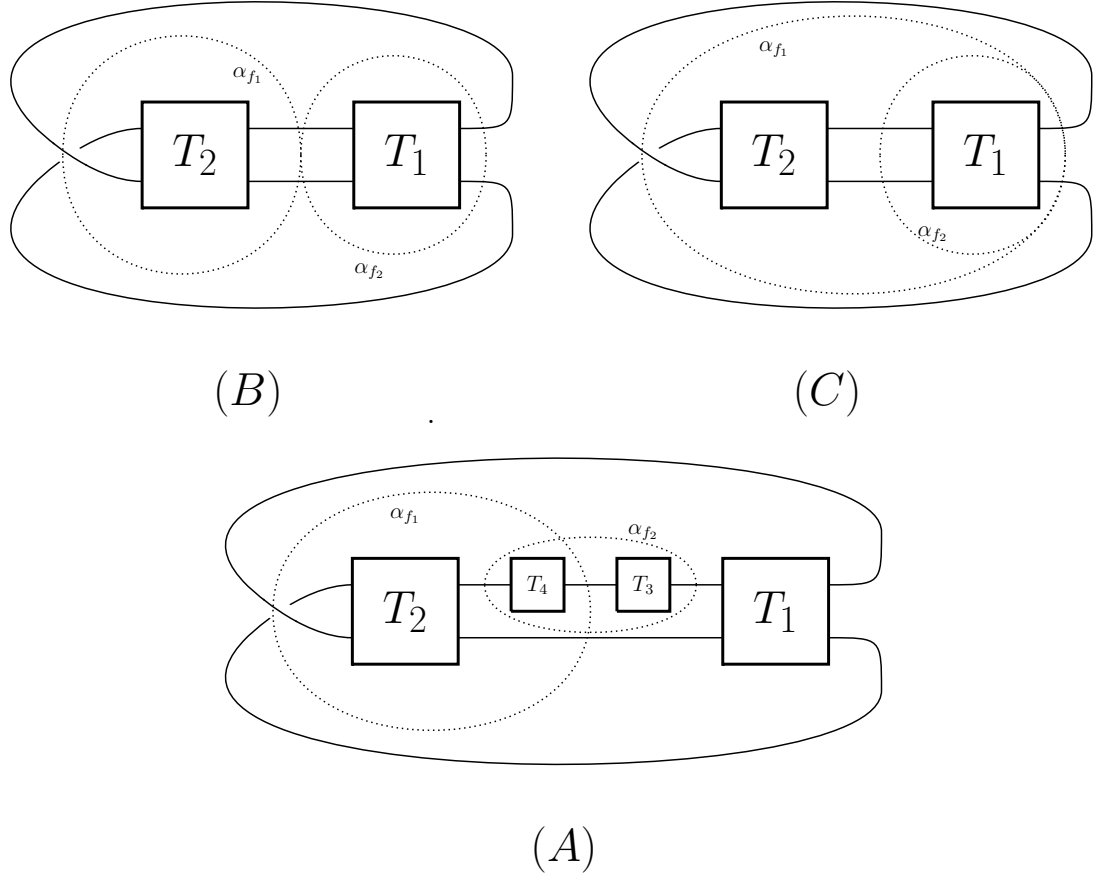 α_{f_1} α_{f_1}
T_2 T_1 T_2 T_1
α_{f_2} α_{f_2}
(B) (C)
.
α_{f_1} α_{f_2}
T_2 T_4 T_3 T_1
(A)